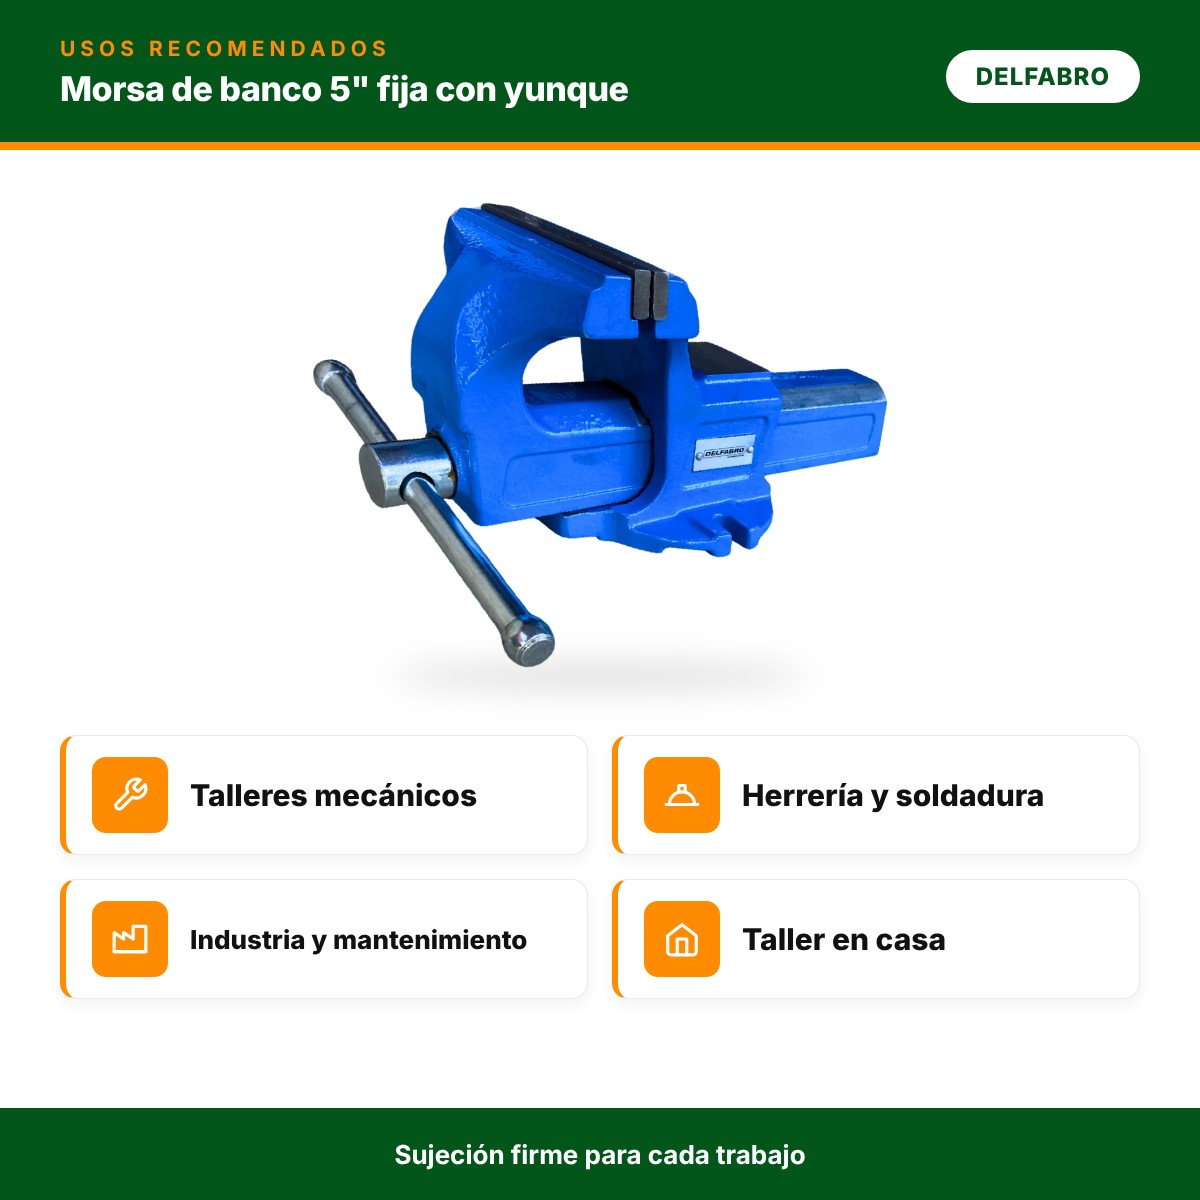 USOS RECOMENDADOS
Morsa de banco 5" fija con yunque
DELFABRO
DELFABRO
Talleres mecánicos
Herrería y soldadura
Industria y mantenimiento
Taller en casa
Sujeción firme para cada trabajo